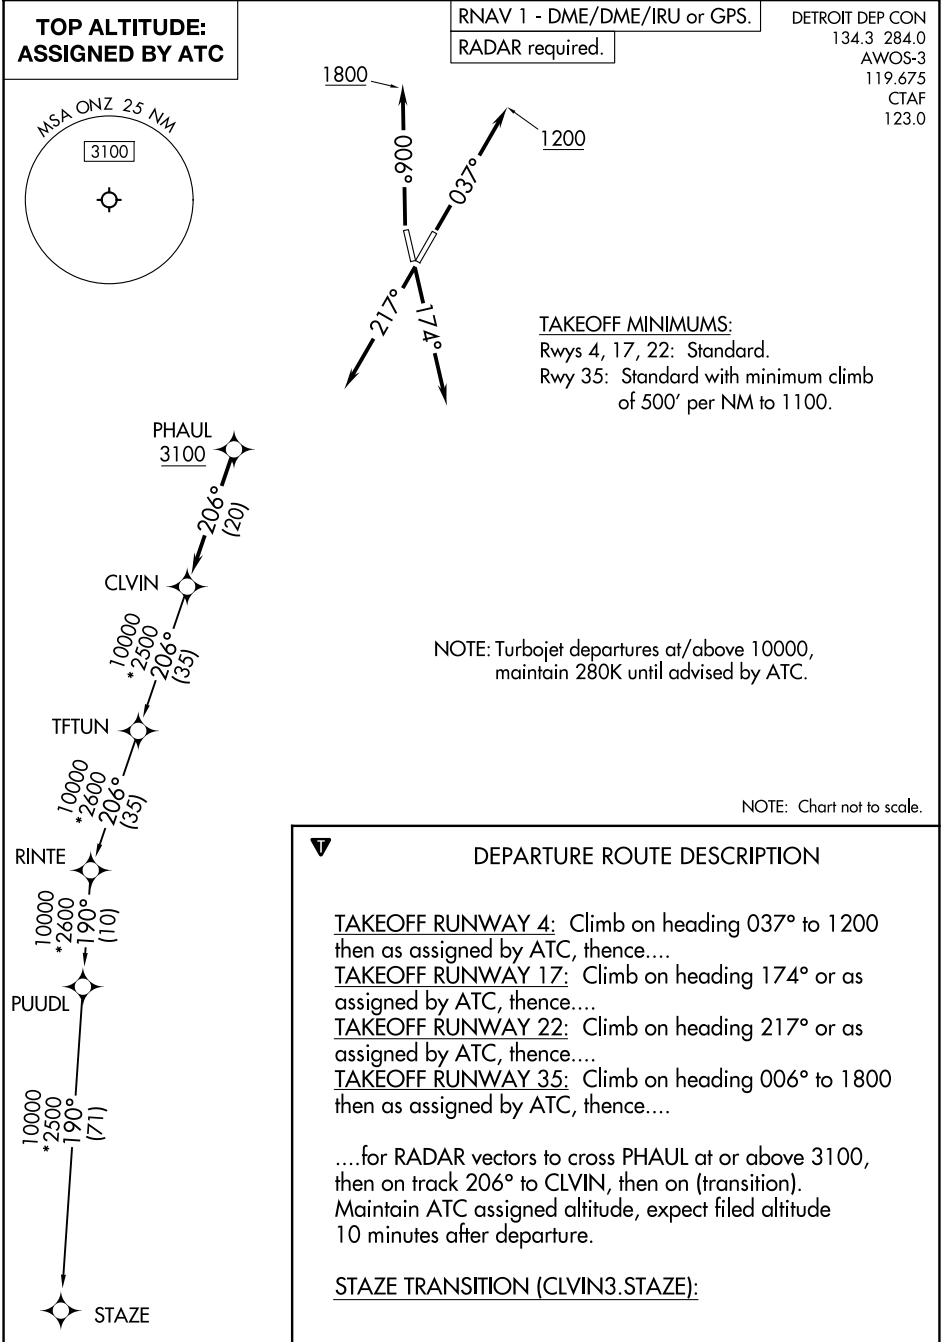 TOP ALTITUDE:
ASSIGNED BY ATC
RNAV 1 - DME/DME/IRU or GPS.
RADAR required.
DETROIT DEP CON
134.3 284.0
AWOS-3
119.675
CTAF
123.0
MSA ONZ 25 NM
3100
1800
1200
006°
037°
217°
174°
TAKEOFF MINIMUMS:
Rwys 4, 17, 22: Standard.
Rwy 35: Standard with minimum climb
of 500' per NM to 1100.
PHAUL
3100
206°
(20)
CLVIN
10000
*2500
206°
(35)
NOTE: Turbojet departures at/above 10000,
maintain 280K until advised by ATC.
TFTUN
10000
*2600
206°
(35)
NOTE: Chart not to scale.
RINTE
10000
*2600
190°
(10)
PUUDL
10000
*2500
190°
(71)
STAZE
T
DEPARTURE ROUTE DESCRIPTION
TAKEOFF RUNWAY 4: Climb on heading 037° to 1200
then as assigned by ATC, thence....
TAKEOFF RUNWAY 17: Climb on heading 174° or as
assigned by ATC, thence....
TAKEOFF RUNWAY 22: Climb on heading 217° or as
assigned by ATC, thence....
TAKEOFF RUNWAY 35: Climb on heading 006° to 1800
then as assigned by ATC, thence....
....for RADAR vectors to cross PHAUL at or above 3100,
then on track 206° to CLVIN, then on (transition).
Maintain ATC assigned altitude, expect filed altitude
10 minutes after departure.
STAZE TRANSITION (CLVIN3.STAZE):